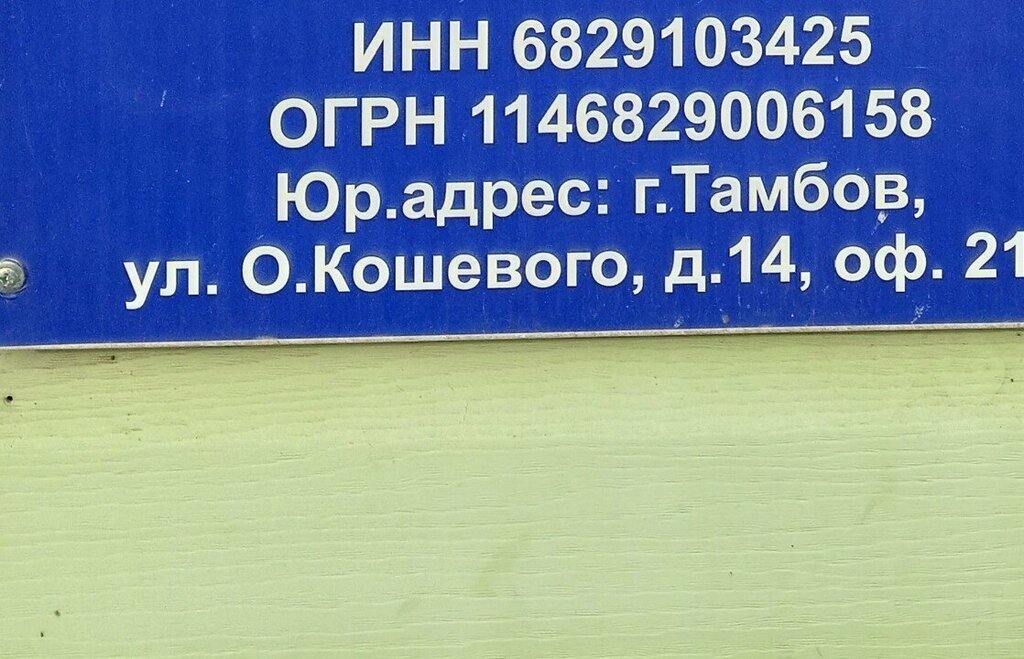 ИНН 6829103425
ОГРН 1146829006158
Юр.адрес: г.Тамбов,
ул. О.Кошевого, д.14, оф. 21